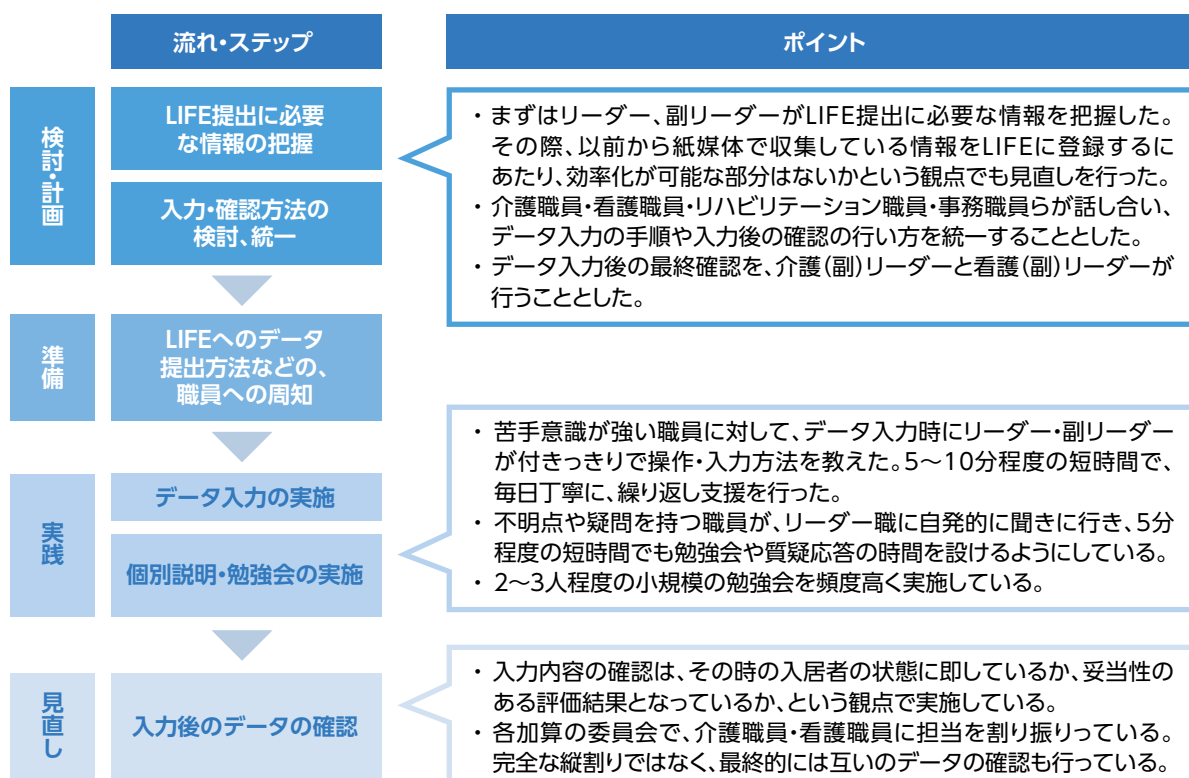 流れ・ステップ
ポイント
検討・計画
LIFE提出に必要
な情報の把握
入力・確認方法の
検討、統一
・ まずはリーダー、副リーダーがLIFE提出に必要な情報を把握した。
その際、以前から紙媒体で収集している情報をLIFEに登録するに
あたり、効率化が可能な部分はないかという観点でも見直しを行った。
・ 介護職員・看護職員・リハビリテーション職員・事務職員らが話し合い、
データ入力の手順や入力後の確認の行い方を統一することとした。
・ データ入力後の最終確認を、介護（副）リーダーと看護（副）リーダーが
行うこととした。
準備
LIFEへのデータ
提出方法などの、
職員への周知
実践
データ入力の実施
個別説明・勉強会の実施
・ 苦手意識が強い職員に対して、データ入力時にリーダー・副リーダー
が付きっきりで操作・入力方法を教えた。5～10分程度の短時間で、
毎日丁寧に、繰り返し支援を行った。
・ 不明点や疑問を持つ職員が、リーダー職に自発的に聞きに行き、5分
程度の短時間でも勉強会や質疑応答の時間を設けるようにしている。
・ 2～3人程度の小規模の勉強会を頻度高く実施している。
見直し
入力後のデータの確認
・ 入力内容の確認は、その時の入居者の状態に即しているか、妥当性の
ある評価結果となっているか、という観点で実施している。
・ 各加算の委員会で、介護職員・看護職員に担当を割り振りっている。
完全な縦割りではなく、最終的には互いのデータの確認も行っている。